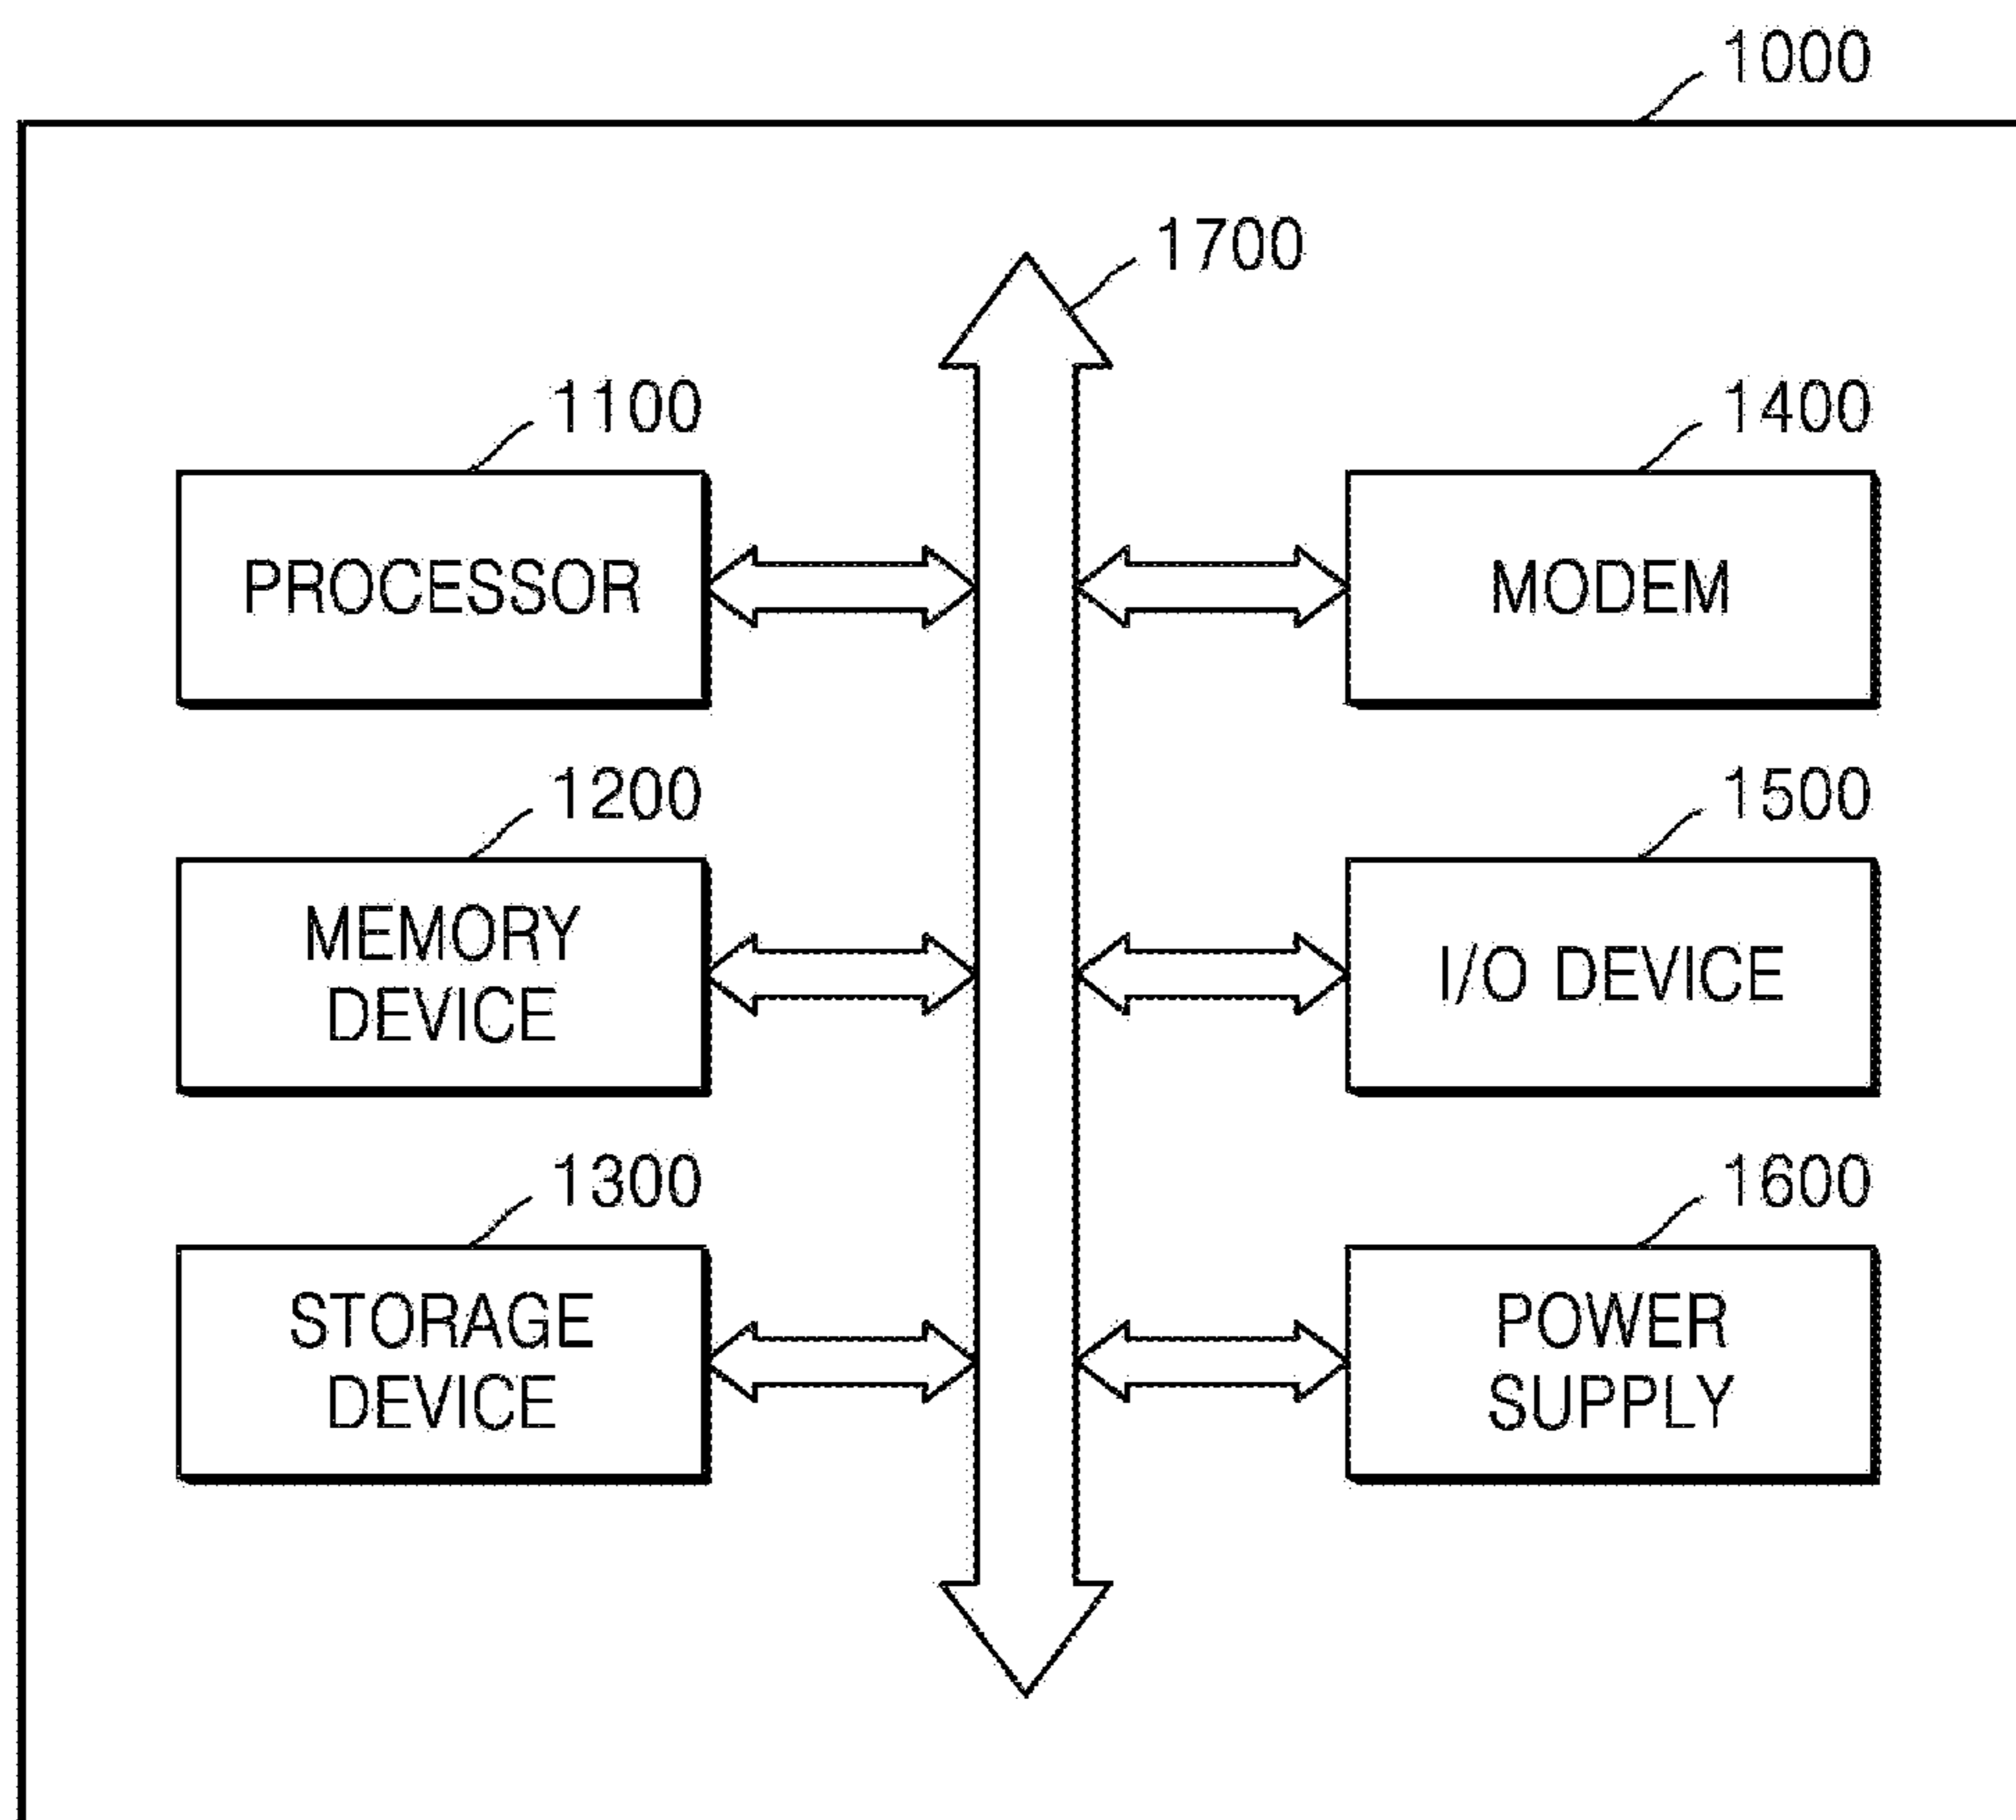 1000
1700
1100
PROCESSOR
1400
MODEM
1200
MEMORY
DEVICE
1500
I/O DEVICE
1300
STORAGE
DEVICE
1600
POWER
SUPPLY